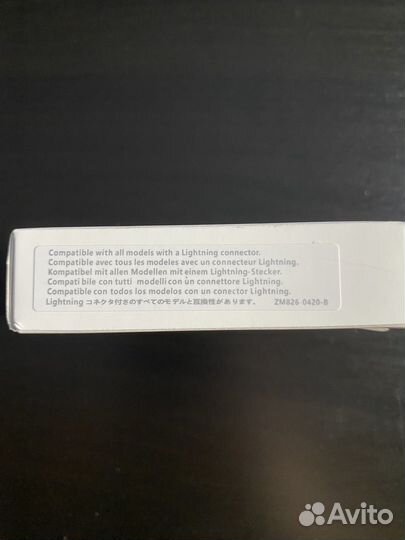 Compatible with all models with a Lightning connector.
Compatible avec tous les modeles avec un connecteur Lightning.
Kompatibel mit allen Modellen mit einem Lightning-Stecker.
Compati bile con tutti modelli con ùn connettore Lightning.
Compatible con todos los modelos con un conector Lightning.
Lightning コネクタ付きのすべてのモデルと互換性があります。 ZM826-0420-B
Avito